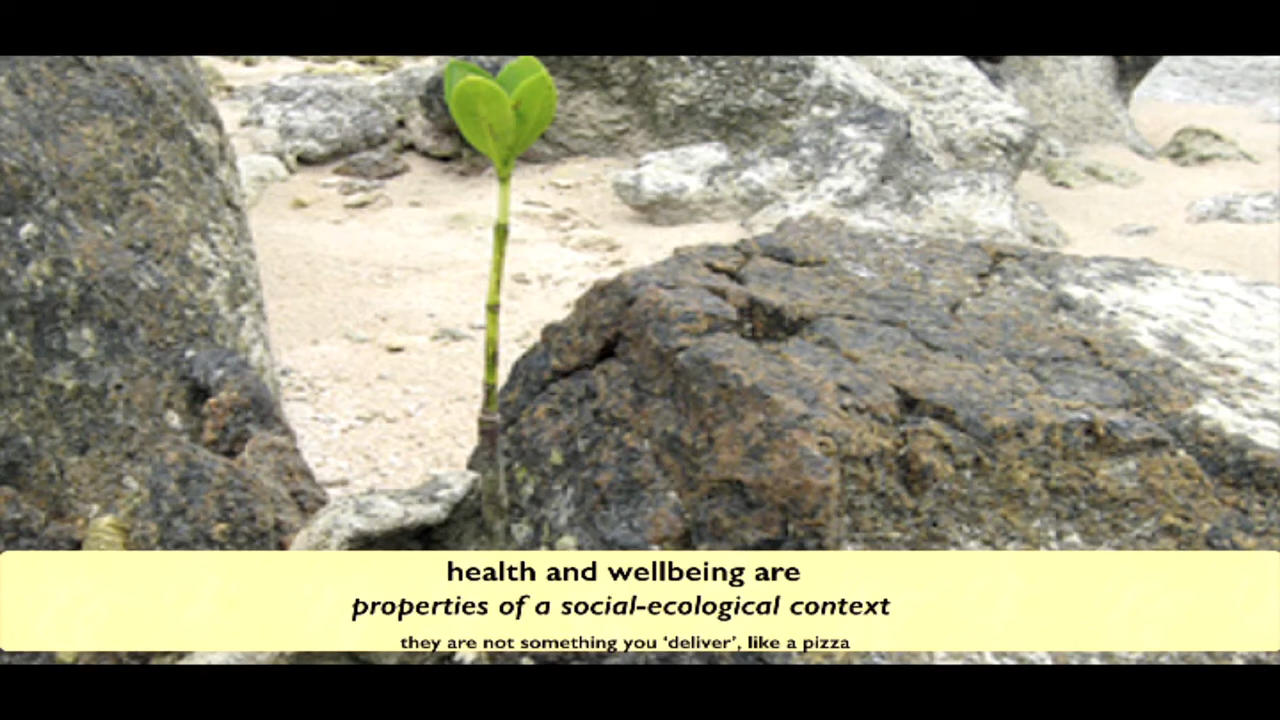 health and wellbeing are
properties of a social-ecological context
they are not something you ‘deliver’, like a pizza